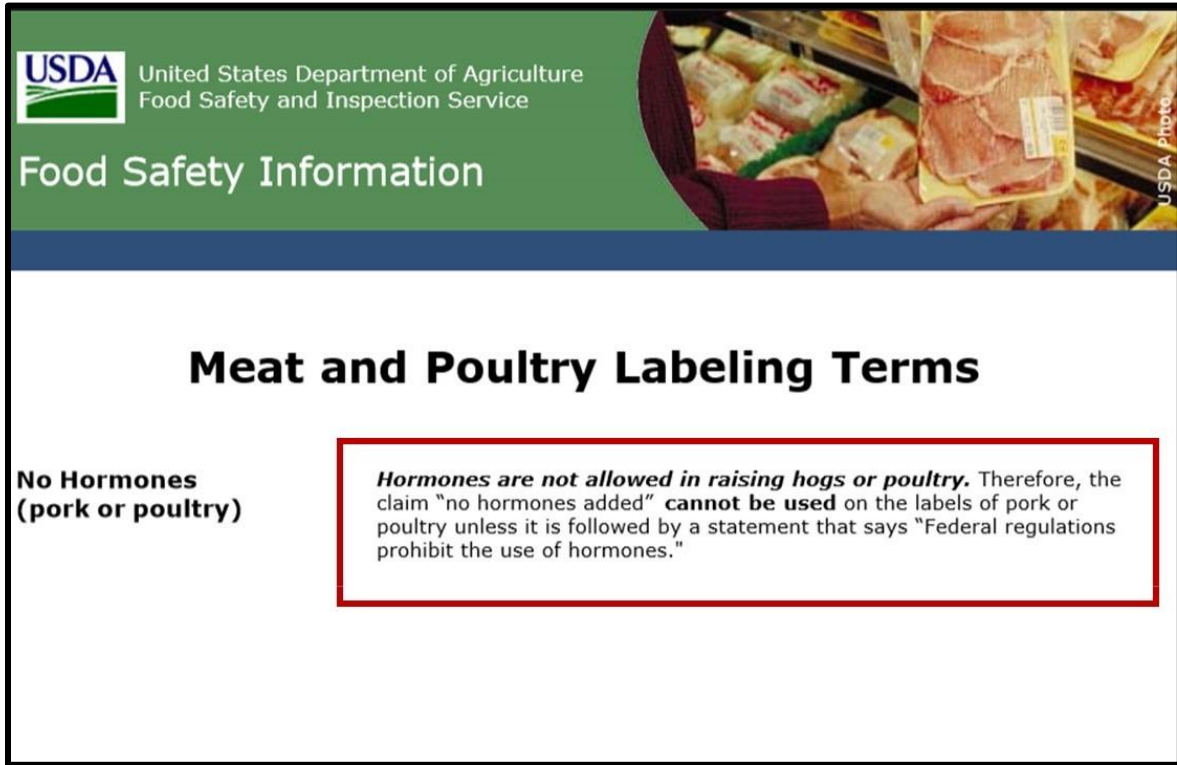 USDA
United States Department of Agriculture
Food Safety and Inspection Service
Food Safety Information
USDA Photo
Meat and Poultry Labeling Terms
No Hormones
(pork or poultry)
Hormones are not allowed in raising hogs or poultry. Therefore, the
claim “no hormones added” cannot be used on the labels of pork or
poultry unless it is followed by a statement that says “Federal regulations
prohibit the use of hormones."